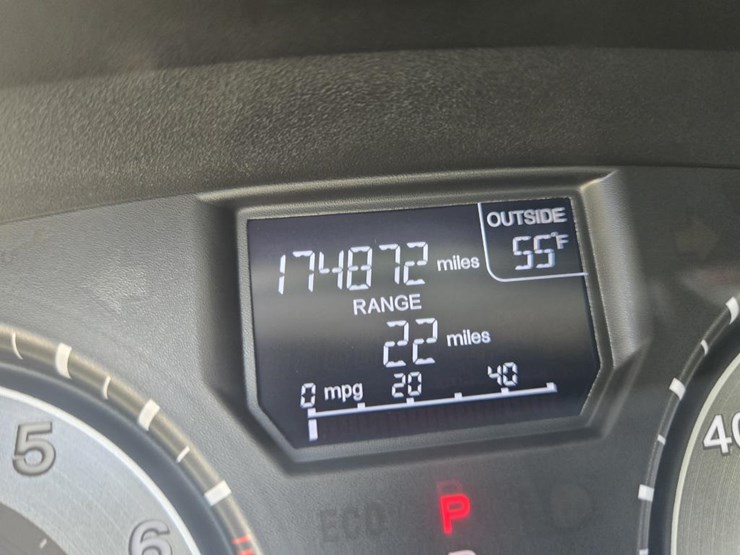 OUTSIDE
174872 miles 55°F
RANGE
22 miles
0 mpg 20 40
5 ECO P 40
6